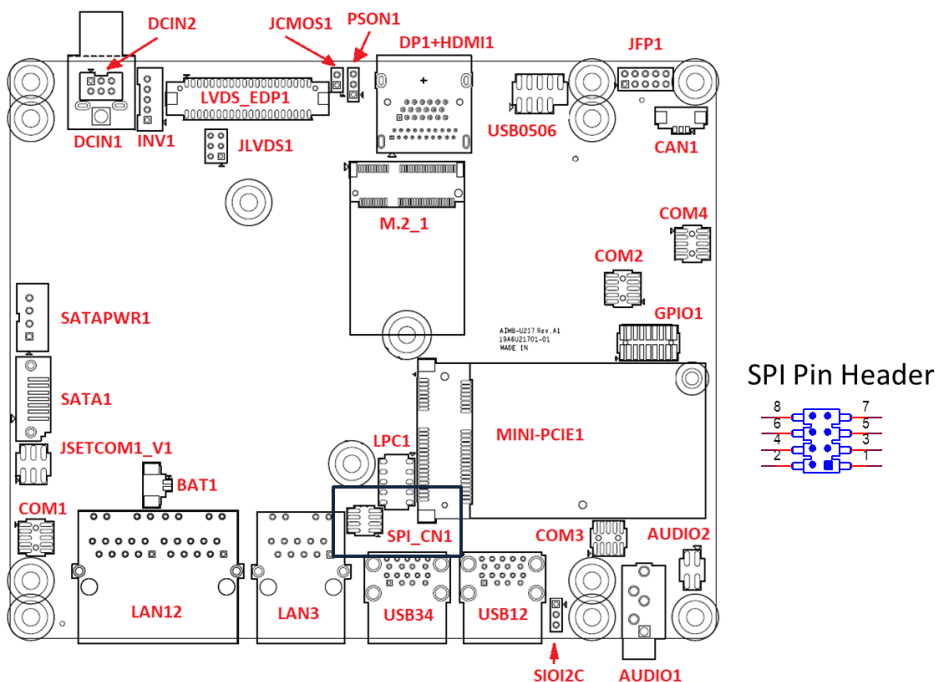 DCIN2
JCMOS1
PSON1
DP1+HDMI1
JFP1
LVDS_EDP1
USB0506
DCIN1
INV1
JLVDS1
CAN1
M.2_1
COM4
COM2
SATAPWR1
GPIO1
AIMB-U217 Rev.A1
19A6U21701-01
MADE IN
SPI Pin Header
8 7
6 5
4 3
2 1
SATA1
MINI-PCIE1
JSETCOM1_V1
LPC1
BAT1
COM1
SPI_CN1
COM3
AUDIO2
LAN12
LAN3
USB34
USB12
SIOI2C
AUDIO1